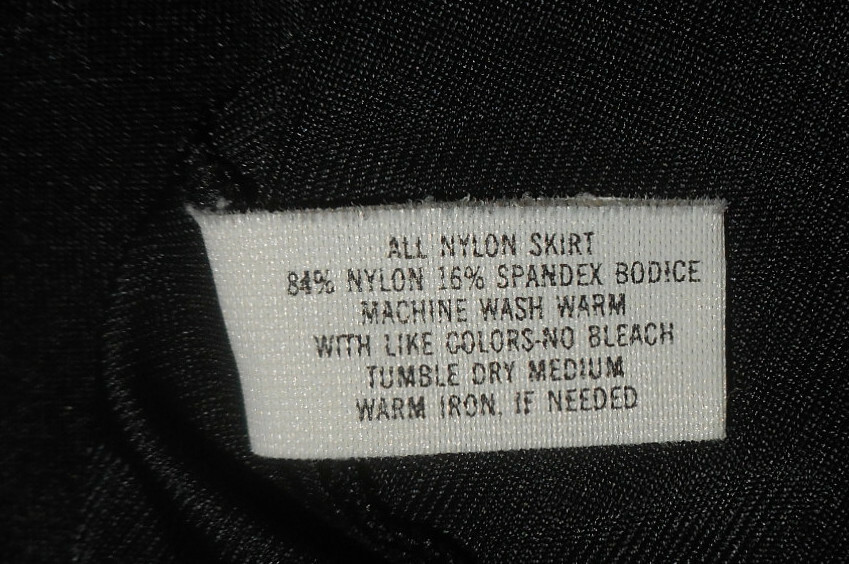 ALL NYLON SKIRT
84% NYLON 16% SPANDEX BODICE
MACHINE WASH WARM
WITH LIKE COLORS-NO BLEACH
TUMBLE DRY MEDIUM
WARM IRON, IF NEEDED